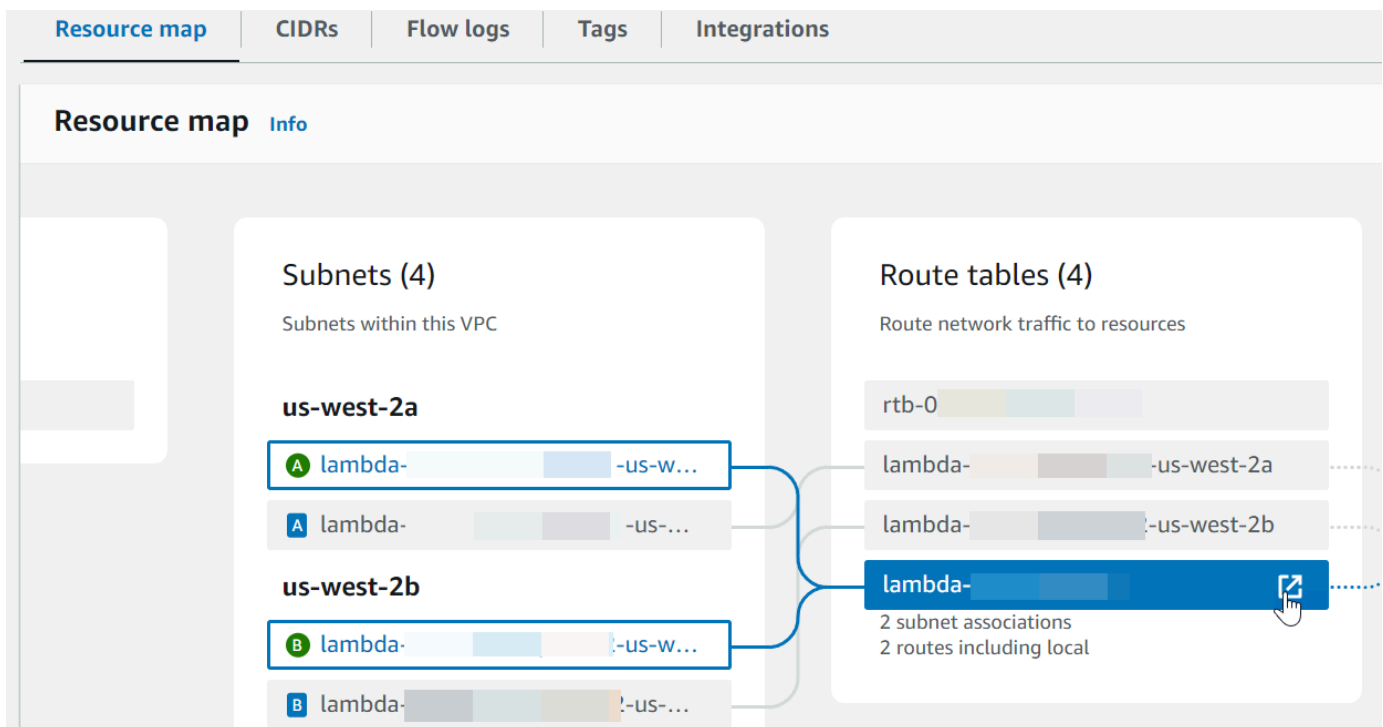 Resource map CIDRs Flow logs Tags Integrations
Resource map Info
Subnets (4)
Subnets within this VPC
us-west-2a
A lambda- -us-w...
A lambda- -us-...
us-west-2b
B lambda- -us-w...
B lambda- -us-...
Route tables (4)
Route network traffic to resources
rtb-0
lambda- -us-west-2a
lambda- -us-west-2b
lambda-
2 subnet associations
2 routes including local